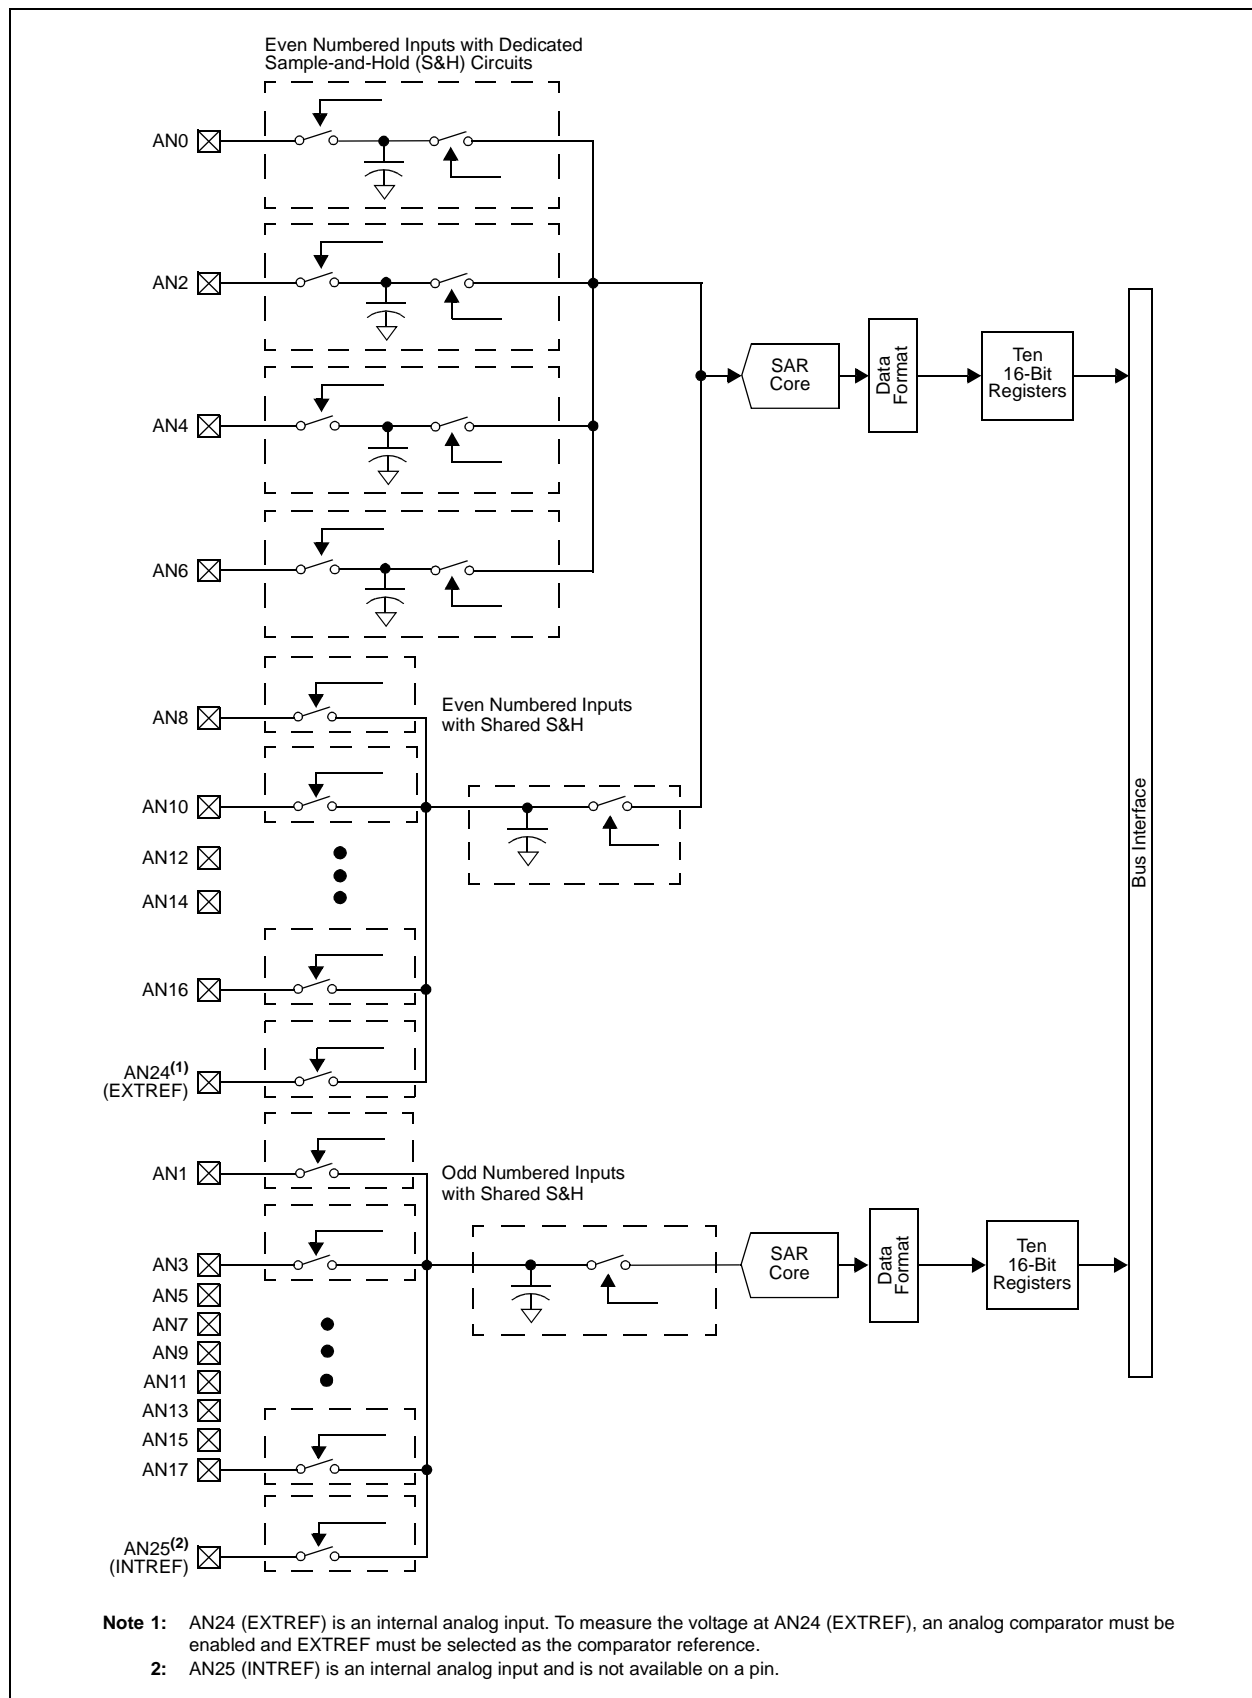 Even Numbered Inputs with Dedicated
Sample-and-Hold (S&H) Circuits
AN0
AN2
AN4
AN6
SAR
Core
Data
Format
Ten
16-Bit
Registers
Bus Interface
AN8
Even Numbered Inputs
with Shared S&H
AN10
AN12
AN14
AN16
AN24(1)
(EXTREF)
AN1
Odd Numbered Inputs
with Shared S&H
AN3
SAR
Core
Data
Format
Ten
16-Bit
Registers
AN5
AN7
AN9
AN11
AN13
AN15
AN17
AN25(2)
(INTREF)
Note 1: AN24 (EXTREF) is an internal analog input. To measure the voltage at AN24 (EXTREF), an analog comparator must be
enabled and EXTREF must be selected as the comparator reference.
2: AN25 (INTREF) is an internal analog input and is not available on a pin.